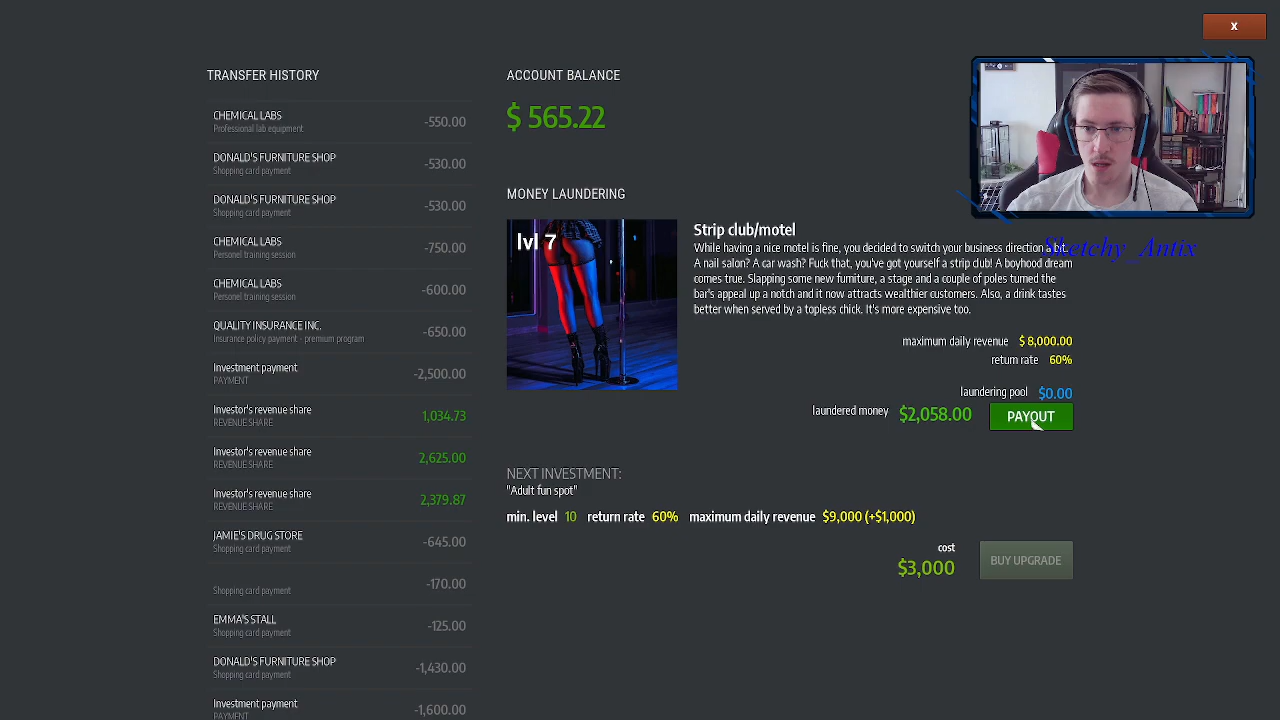 X
TRANSFER HISTORY
CHEMICAL LABS
Professional lab equipment
-550.00
DONALD'S FURNITURE SHOP
Shopping card payment
-530.00
DONALD'S FURNITURE SHOP
Shopping card payment
-530.00
CHEMICAL LABS
Personel training session
-750.00
CHEMICAL LABS
Personel training session
-600.00
QUALITY INSURANCE INC.
Insurance policy payment - premium program
-650.00
Investment payment
PAYMENT
-2,500.00
Investor's revenue share
REVENUE SHARE
1,034.73
Investor's revenue share
REVENUE SHARE
2,625.00
Investor's revenue share
REVENUE SHARE
2,379.87
JAMIE'S DRUG STORE
Shopping card payment
-645.00
Shopping card payment
-170.00
EMMA'S STALL
Shopping card payment
-125.00
DONALD'S FURNITURE SHOP
Shopping card payment
-1,430.00
Investment payment
PAYMENT
-1,600.00
ACCOUNT BALANCE
$ 565.22
MONEY LAUNDERING
lvl 7
Strip club/motel
While having a nice motel is fine, you decided to switch your business direction a bit.
A nail salon? A car wash? Fuck that, you've got yourself a strip club! A boyhood dream
comes true. Slapping some new furniture, a stage and a couple of poles turned the
bar's appeal up a notch and it now attracts wealthier customers. Also, a drink tastes
better when served by a topless chick. It's more expensive too.
maximum daily revenue $ 8,000.00
return rate 60%
laundering pool $0.00
laundered money $2,058.00 PAYOUT
NEXT INVESTMENT:
"Adult fun spot"
min. level 10 return rate 60% maximum daily revenue $9,000 (+$1,000)
cost
$3,000
BUY UPGRADE
Sketchy_Antix